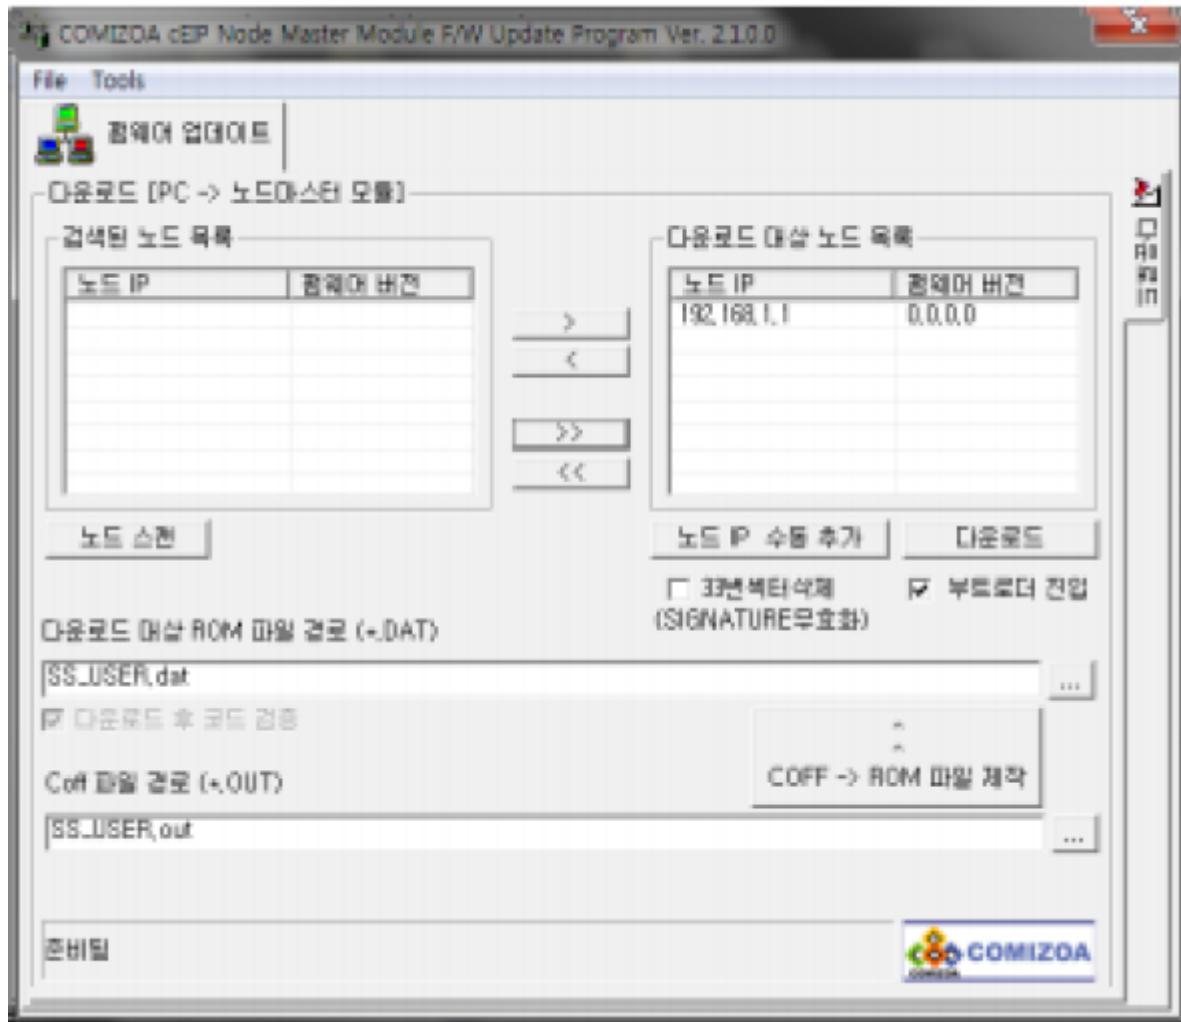 COMIZOA cEIP Node Master Module F/W Update Program Ver. 2.1.0.0
File Tools
펌웨어 업데이트
다운로드 [PC -> 노드마스터 모듈]
검색된 노드 목록
노드 IP 펌웨어 버전
>
<
>>
<<
다운로드 대상 노드 목록
노드 IP 펌웨어 버전
192.168.1.1 0.0.0.0
노드 스캔
노드 IP 수동 추가
다운로드
33번섹터삭제
(SIGNATURE무효화)
부트로더 진입
다운로드 대상 ROM 파일 경로 (*.DAT)
SS_USER.dat
...
다운로드 후 코드 검증
^
^
COFF -> ROM 파일 제작
Coff 파일 경로 (*.OUT)
SS_USER.out
...
준비됨
COMIZOA
COMIZOA